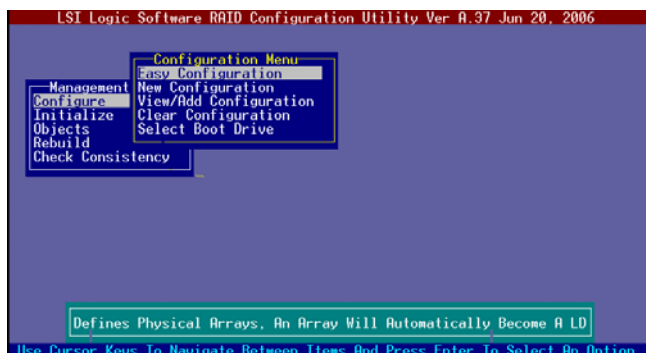 LSI Logic Software RAID Configuration Utility Ver A.37 Jun 20, 2006
Configuration Menu
Easy Configuration
New Configuration
View/Add Configuration
Clear Configuration
Select Boot Drive
Management
Configure
Initialize
Objects
Rebuild
Check Consistency
Defines Physical Arrays, An Array Will Automatically Become A LD
Use Cursor Keys To Navigate Between Items And Press Enter To Select An Option